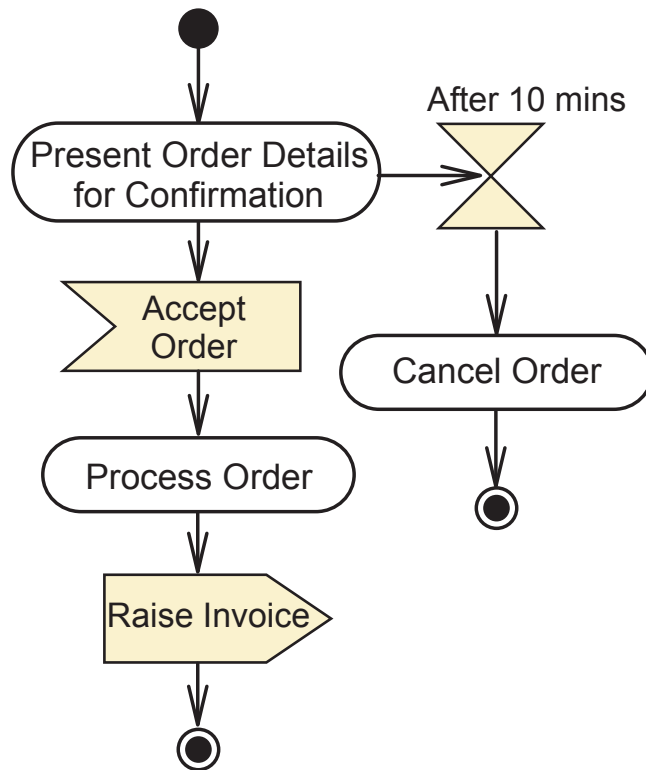 After 10 mins
Present Order Details
for Confirmation
Accept
Order
Cancel Order
Process Order
Raise Invoice